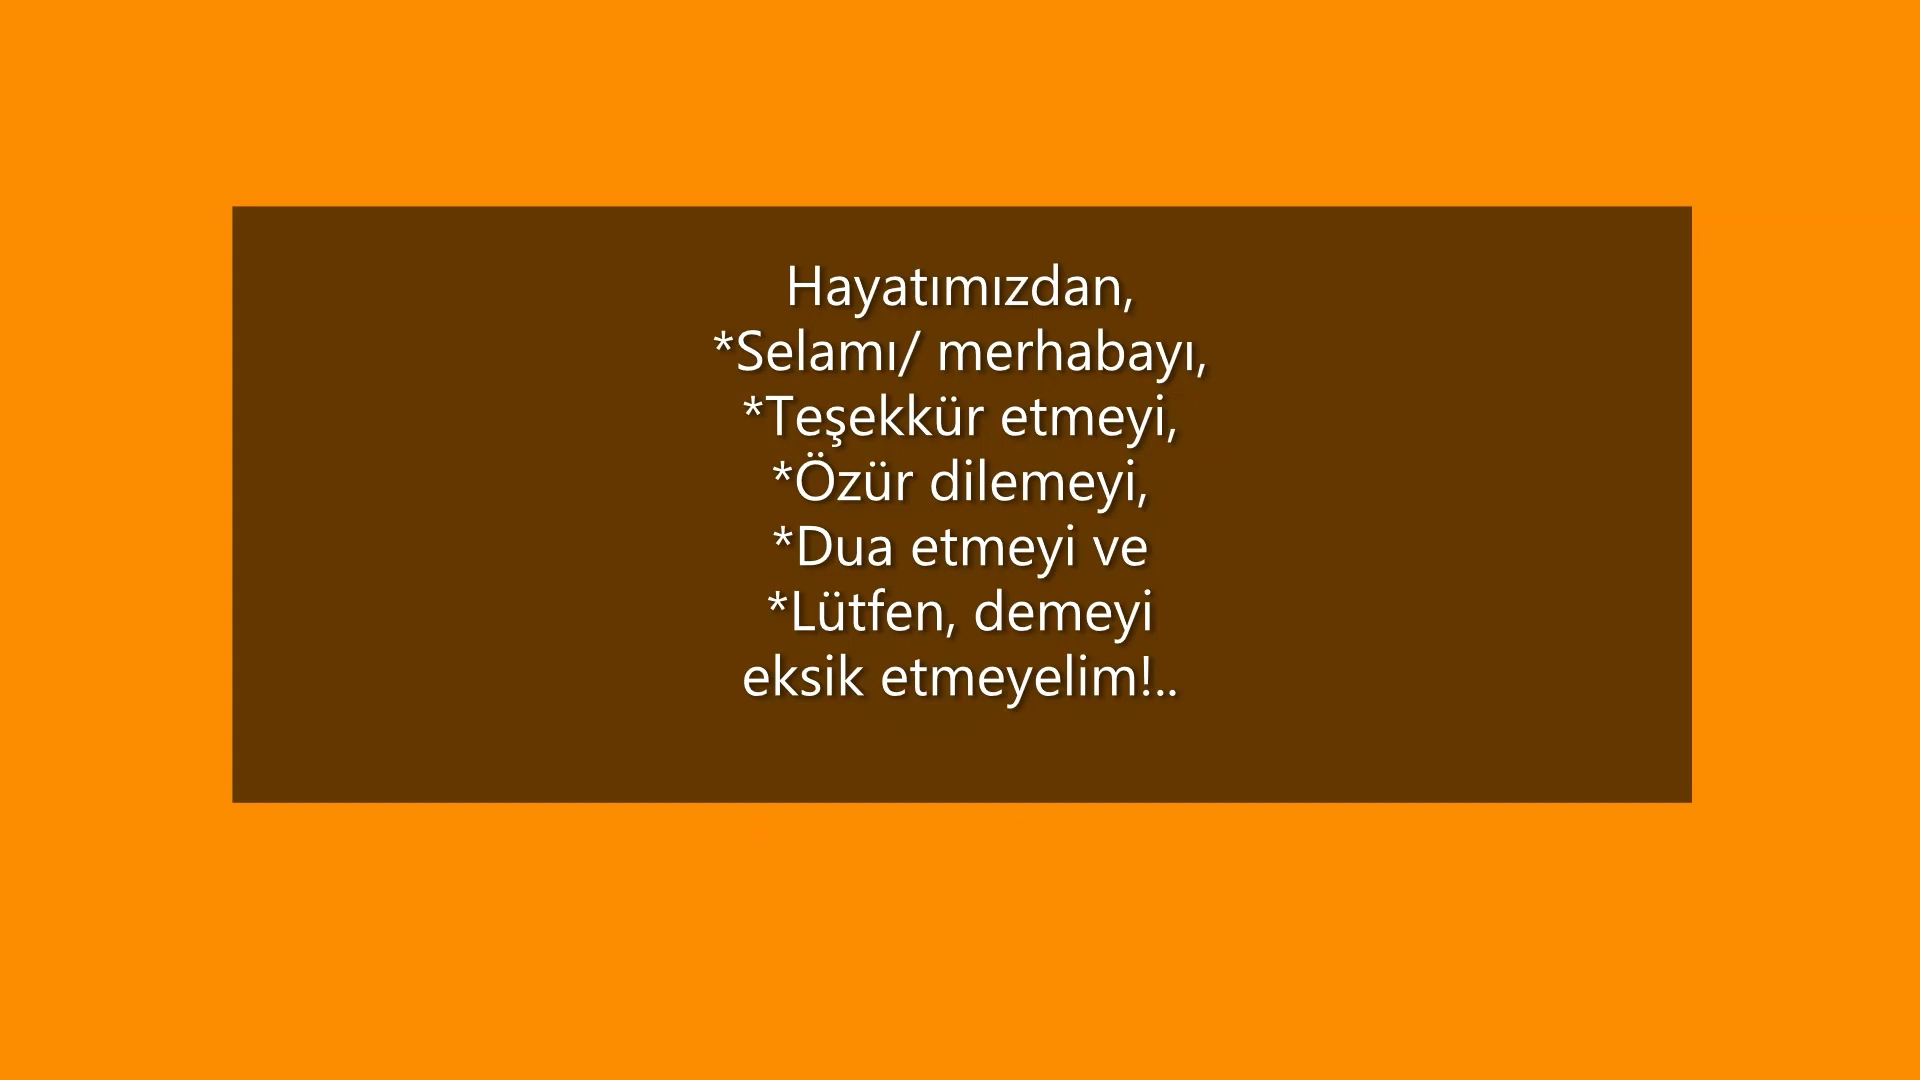 Hayatımızdan,
*Selamı/ merhabayı,
*Teşekkür etmeyi,
*Özür dilemeyi,
*Dua etmeyi ve
*Lütfen, demeyi
eksik etmeyelim!..